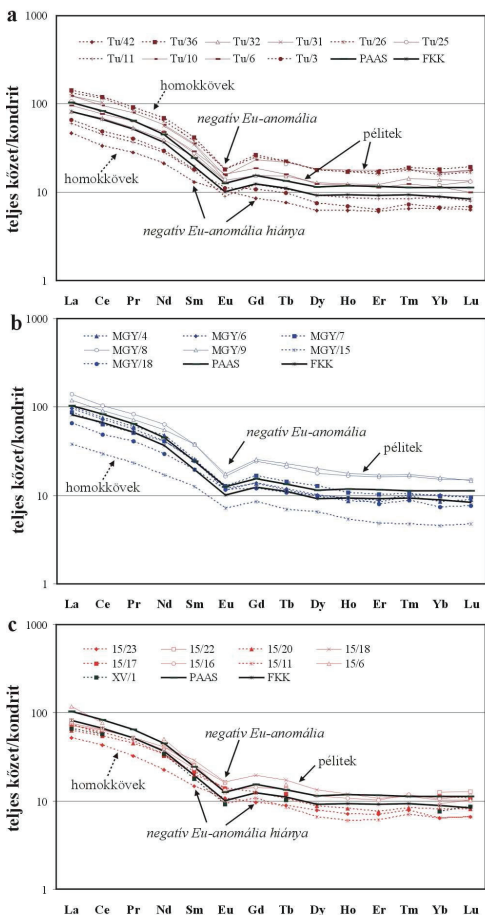 a
1000
Tu/42 Tu/36 Tu/32 Tu/31 Tu/26 Tu/25
Tu/11 Tu/10 Tu/6 Tu/3 PAAS FKK
homokkövek
negatív Eu-anomália
100
pélitek
teljes kőzet/kondrit
10
homokkövek
negatív Eu-anomália hiánya
1
La Ce Pr Nd Sm Eu Gd Tb Dy Ho Er Tm Yb Lu
b
1000
MGY/4 MGY/6 MGY/7
MGY/8 MGY/9 MGY/15
MGY/18 PAAS FKK
100
negatív Eu-anomália
pélitek
teljes kőzet/kondrit
10
homokkövek
1
La Ce Pr Nd Sm Eu Gd Tb Dy Ho Er Tm Yb Lu
c
1000
15/23 15/22 15/20 15/18
15/17 15/16 15/11 15/6
XV/1 PAAS FKK
100
negatív Eu-anomália
pélitek
teljes kőzet/kondrit
homokkövek
10
negatív Eu-anomália hiánya
1
La Ce Pr Nd Sm Eu Gd Tb Dy Ho Er Tm Yb Lu